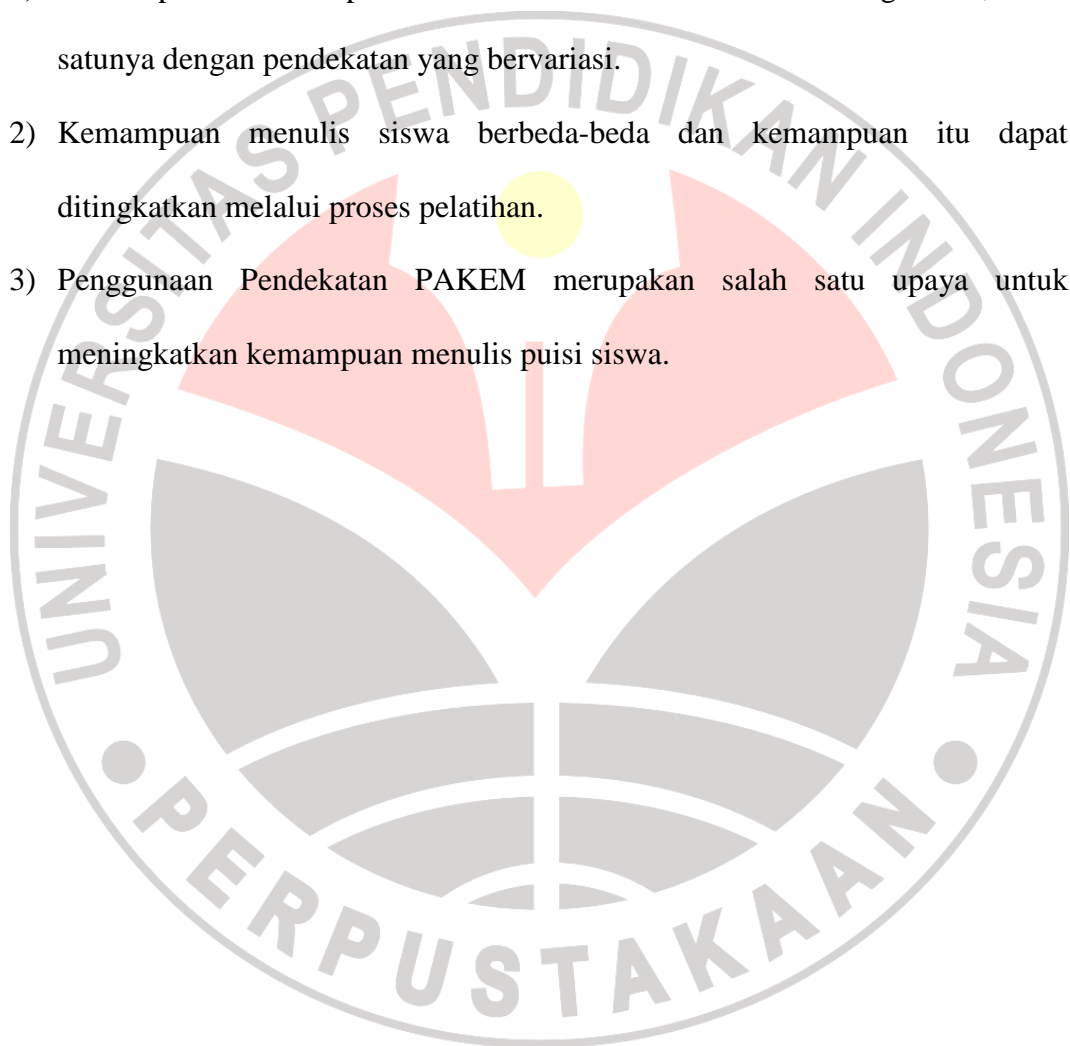 satunya dengan pendekatan yang bervariasi.
2) Kemampuan menulis siswa berbeda-beda dan kemampuan itu dapat
ditingkatkan melalui proses pelatihan.
3) Penggunaan Pendekatan PAKEM merupakan salah satu upaya untuk
meningkatkan kemampuan menulis puisi siswa.
UNIVERSITAS PENDIDIKAN INDONESIA
PERPUSTAKAAN